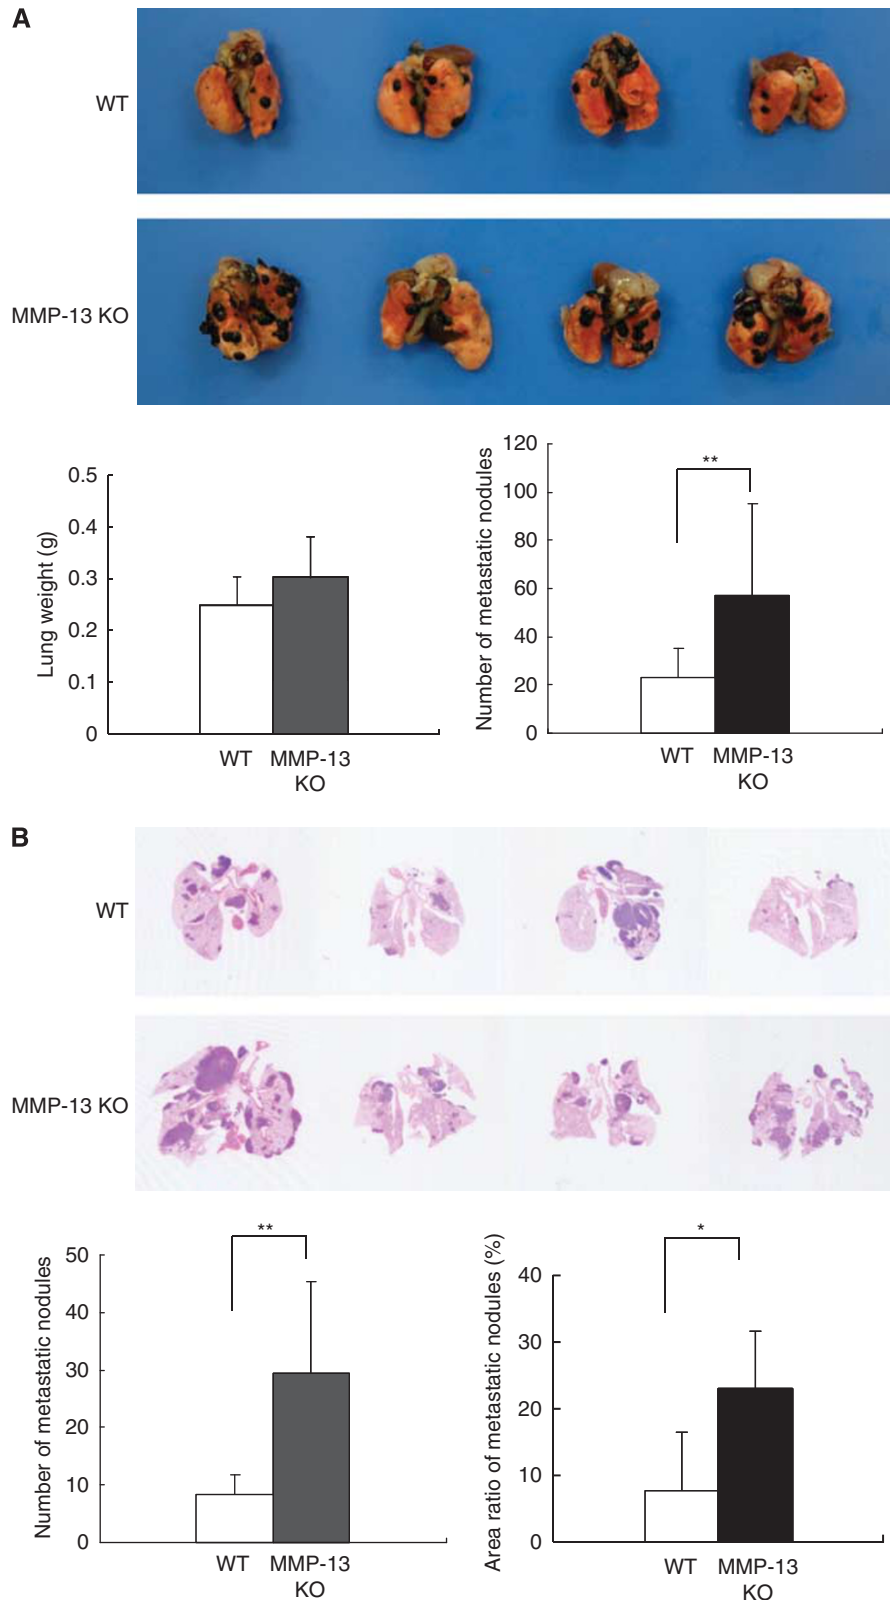 A
WT
MMP-13 KO
Lung weight (g)
0.5
0.4
0.3
0.2
0.1
0
WT MMP-13
KO
Number of metastatic nodules
120
100
80
60
40
20
0
**
WT MMP-13
KO
B
WT
MMP-13 KO
Number of metastatic nodules
50
40
30
20
10
0
**
WT MMP-13
KO
Area ratio of metastatic nodules (%)
40
30
20
10
0
*
WT MMP-13
KO